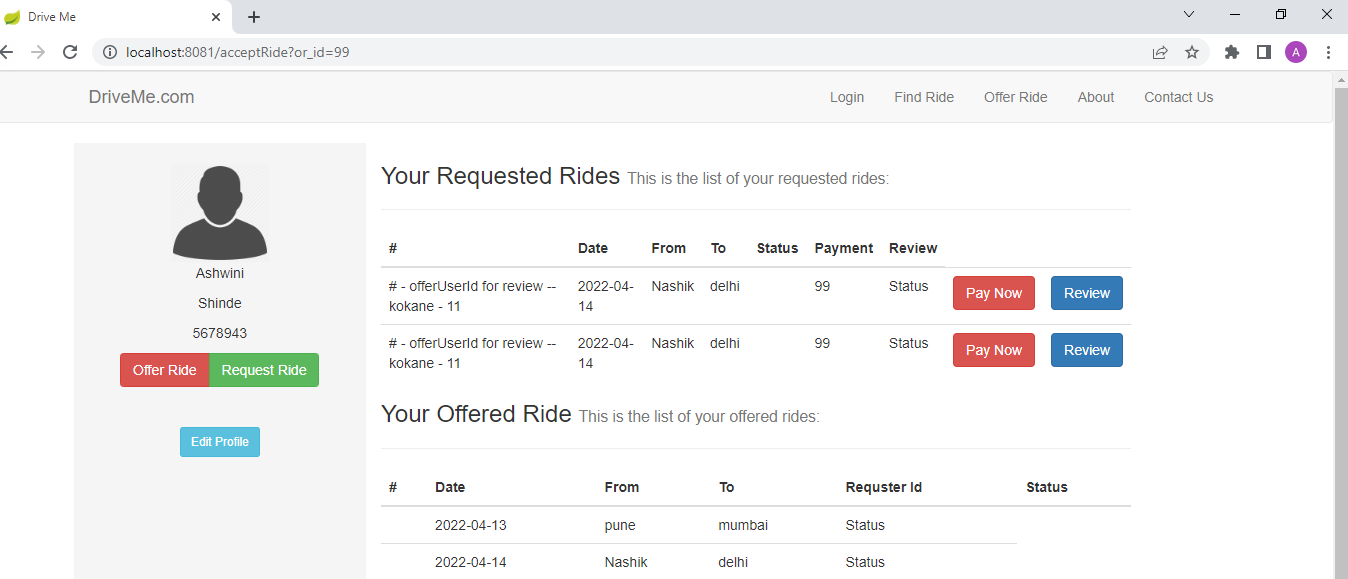 Drive Me
localhost:8081/acceptRide?or_id=99
A
DriveMe.com Login Find Ride Offer Ride About Contact Us
Ashwini
Shinde
5678943
Offer Ride Request Ride
Edit Profile
Your Requested Rides This is the list of your requested rides:
# Date From To Status Payment Review
# - offerUserId for review -- 2022-04- Nashik delhi 99 Status Pay Now Review
kokane - 11 14
# - offerUserId for review -- 2022-04- Nashik delhi 99 Status Pay Now Review
kokane - 11 14
Your Offered Ride This is the list of your offered rides:
# Date From To Requster Id Status
2022-04-13 pune mumbai Status
2022-04-14 Nashik delhi Status